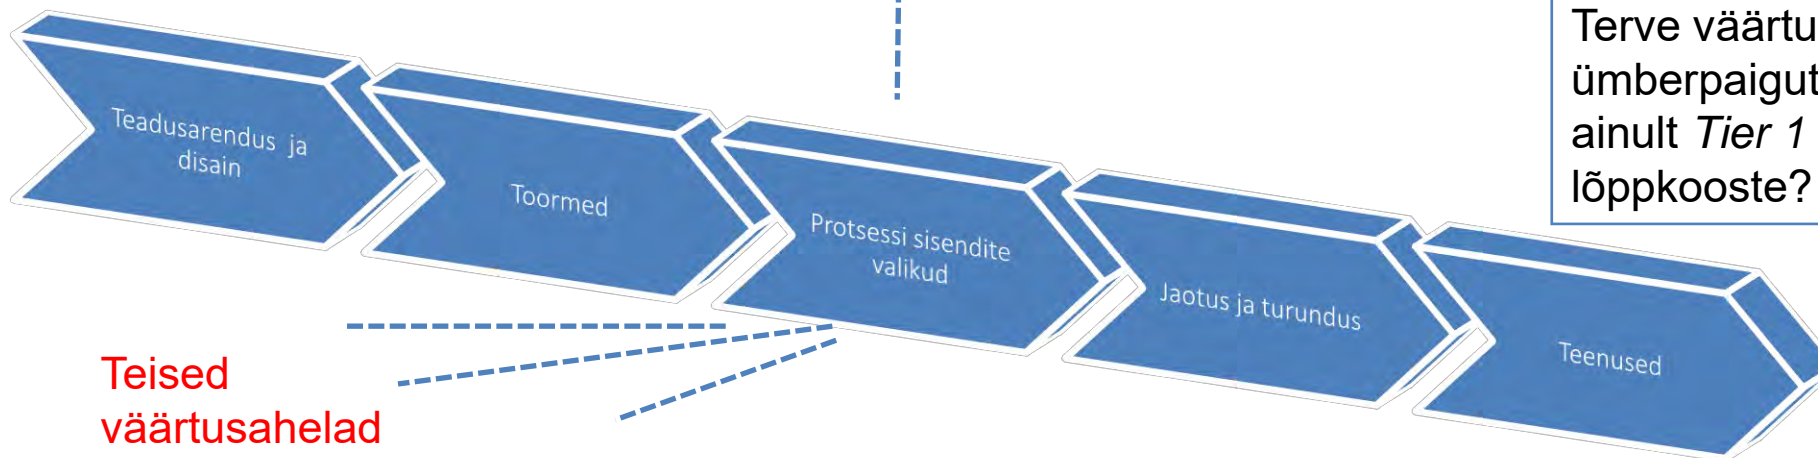 Terve väärtu
ümberpaigut
ainult Tier 1
lõppkooste?
Teadusarendus ja
disain
Toormed
Protsessi sisendite
valikud
Jaotus ja turundus
Teenused
Teised
väärtusahelad